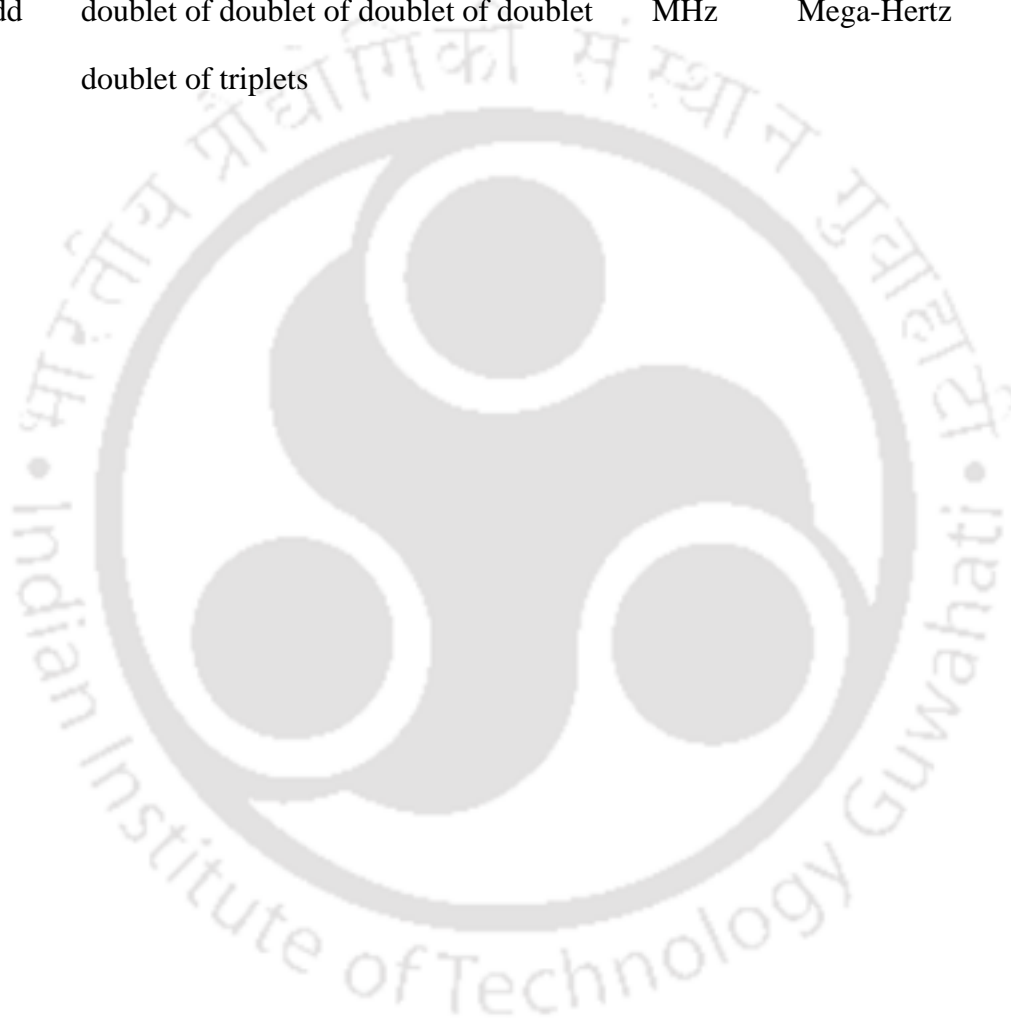 dd doublet of doublet of doublet of doublet MHz Mega-Hertz
doublet of triplets
भारतीय प्रौद्योगिकी संस्थान गुवाहाटी
• Indian Institute of Technology Guwahati •